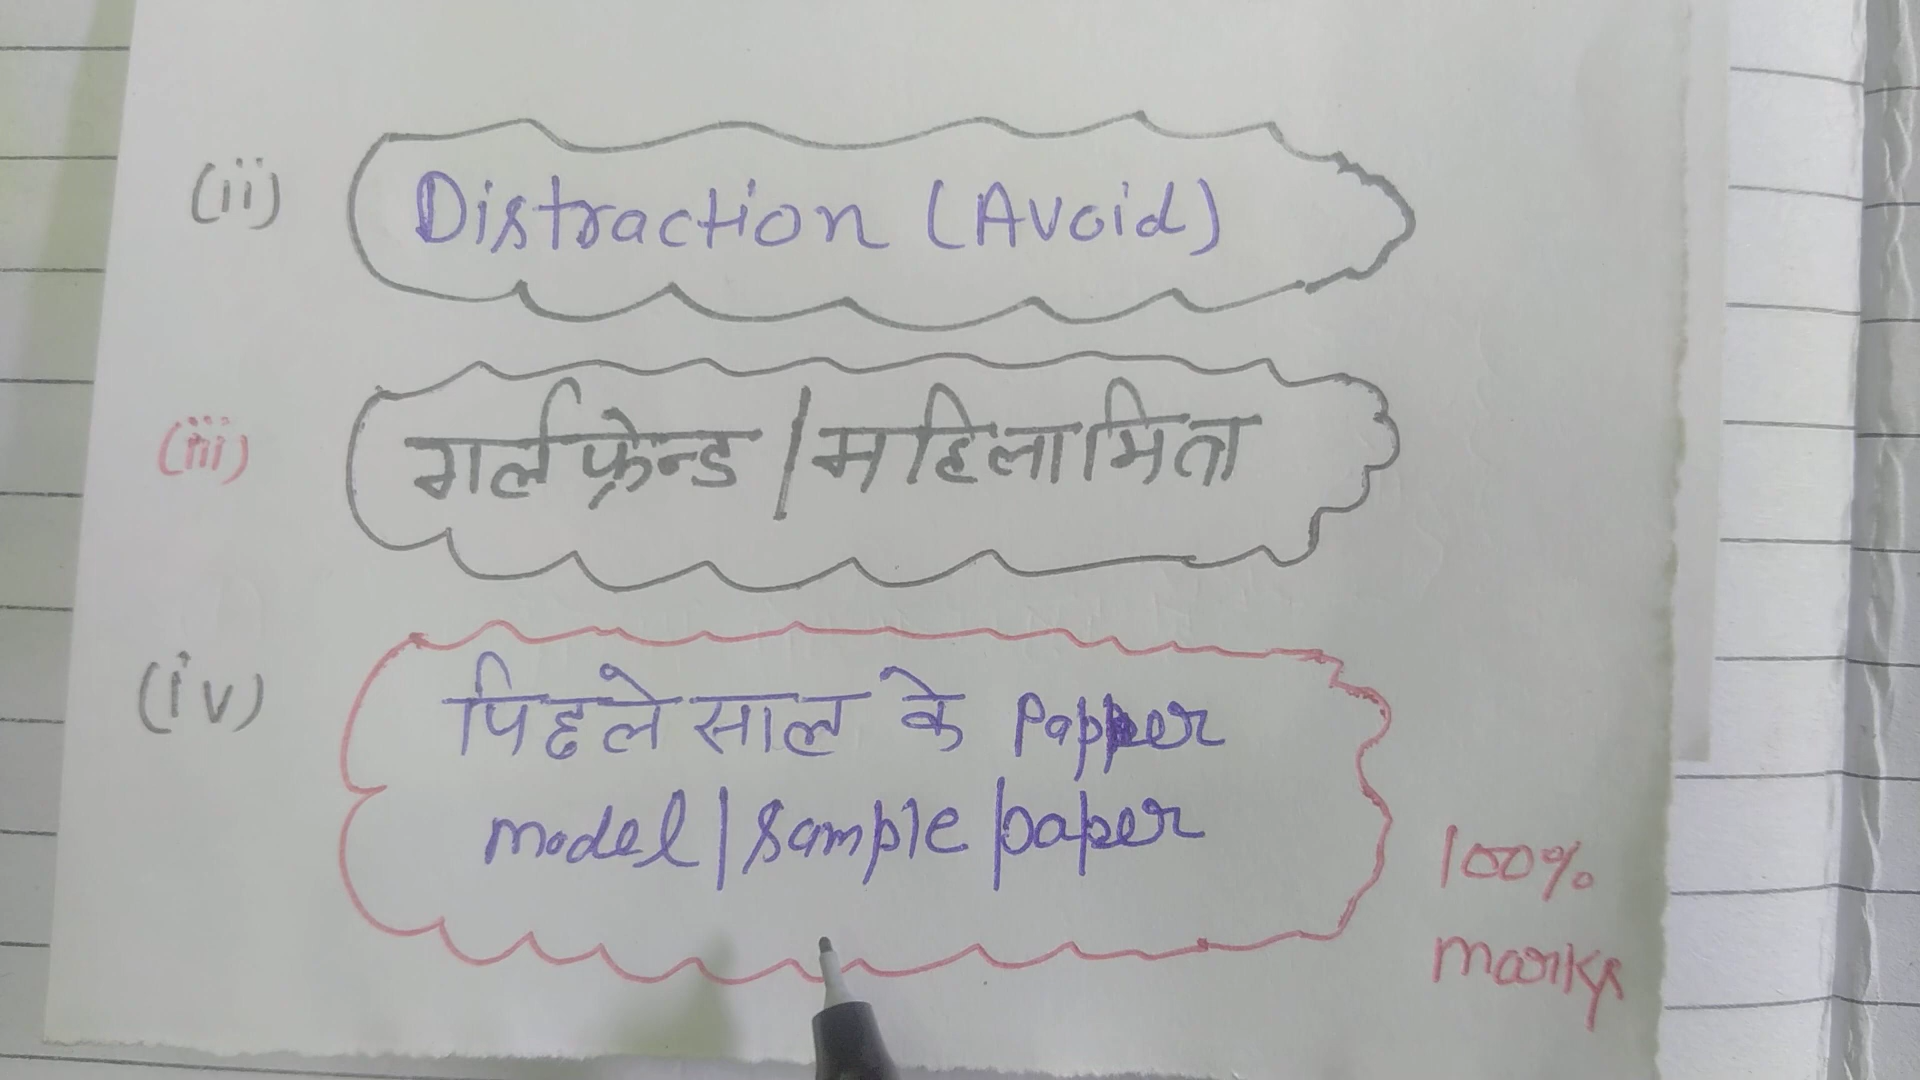 (ii) Distraction (Avoid)
(iii) गर्लफ्रेन्ड / महिलामिता
(iv) पिछले साल के Papper
model / sample paper
100%
marks